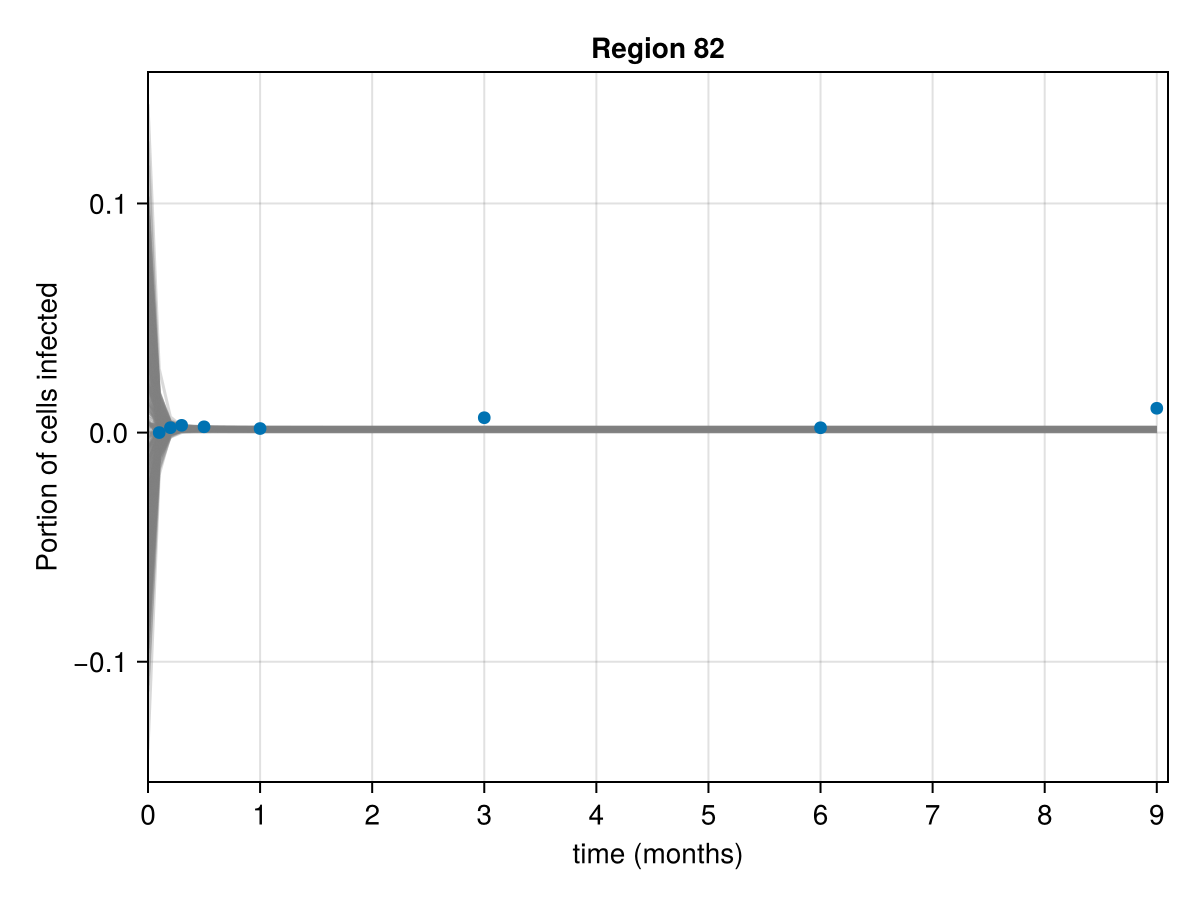 Region 82
Portion of cells infected
0.1
0.0
−0.1
0 1 2 3 4 5 6 7 8 9
time (months)